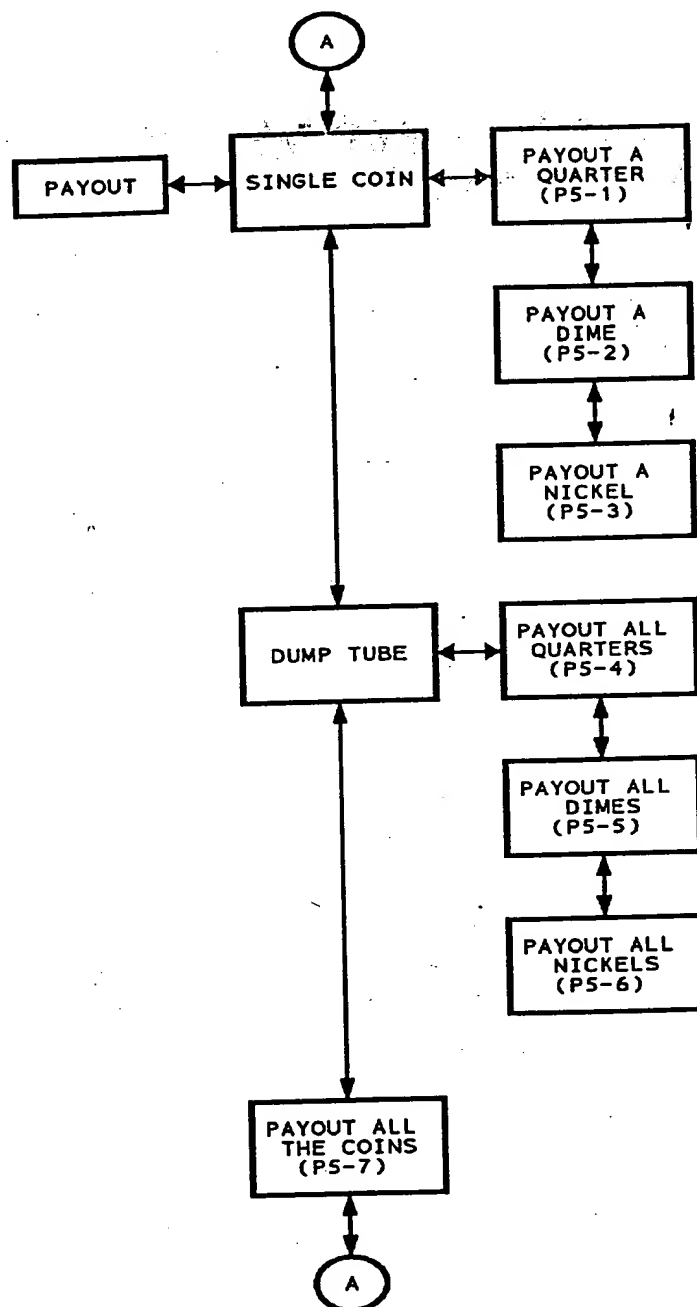 A
PAYOUT
SINGLE COIN
PAYOUT A
QUARTER
(P5-1)
PAYOUT A
DIME
(P5-2)
PAYOUT A
NICKEL
(P5-3)
DUMP TUBE
PAYOUT ALL
QUARTERS
(P5-4)
PAYOUT ALL
DIMES
(P5-5)
PAYOUT ALL
NICKELS
(P5-6)
PAYOUT ALL
THE COINS
(P5-7)
A